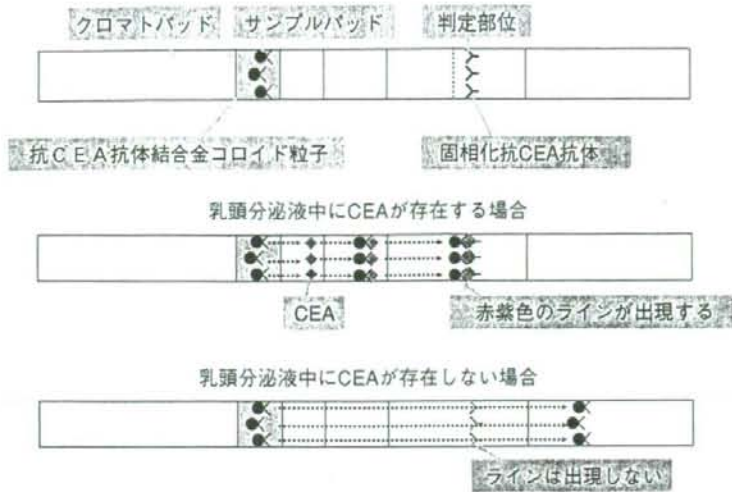 クロマトパッド サンプルパッド 判定部位
抗CEA抗体結合金コロイド粒子 固相化抗CEA抗体
乳頭分泌液中にCEAが存在する場合
CEA 赤紫色のラインが出現する
乳頭分泌液中にCEAが存在しない場合
ラインは出現しない